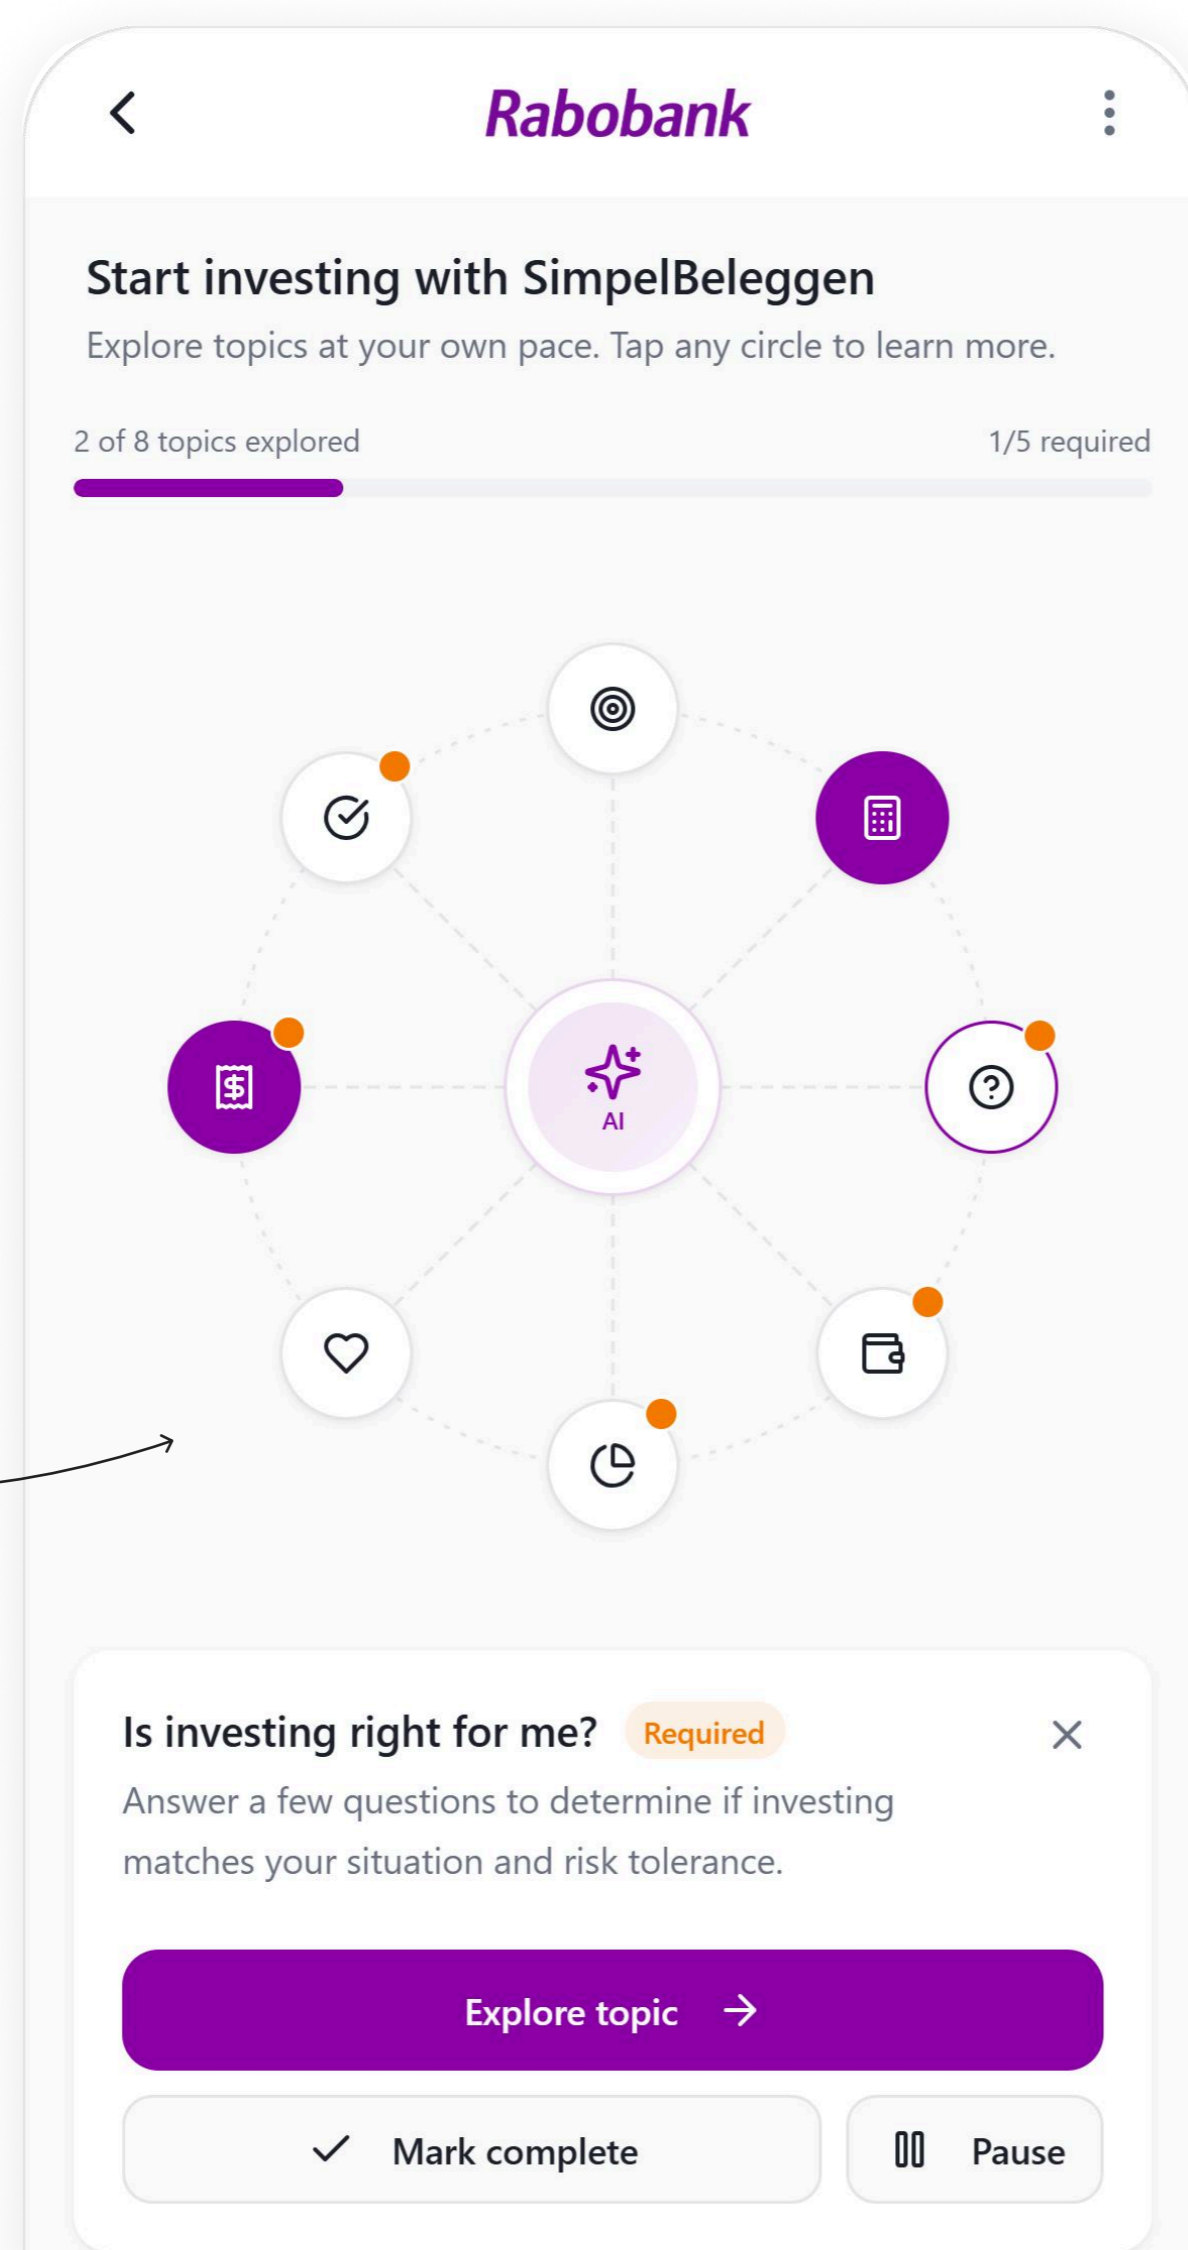 Rabobank
Start investing with SimpelBeleggen
Explore topics at your own pace. Tap any circle to learn more.
2 of 8 topics explored
1/5 required
AI
Is investing right for me?
Required
Answer a few questions to determine if investing
matches your situation and risk tolerance.
Explore topic
Mark complete
Pause